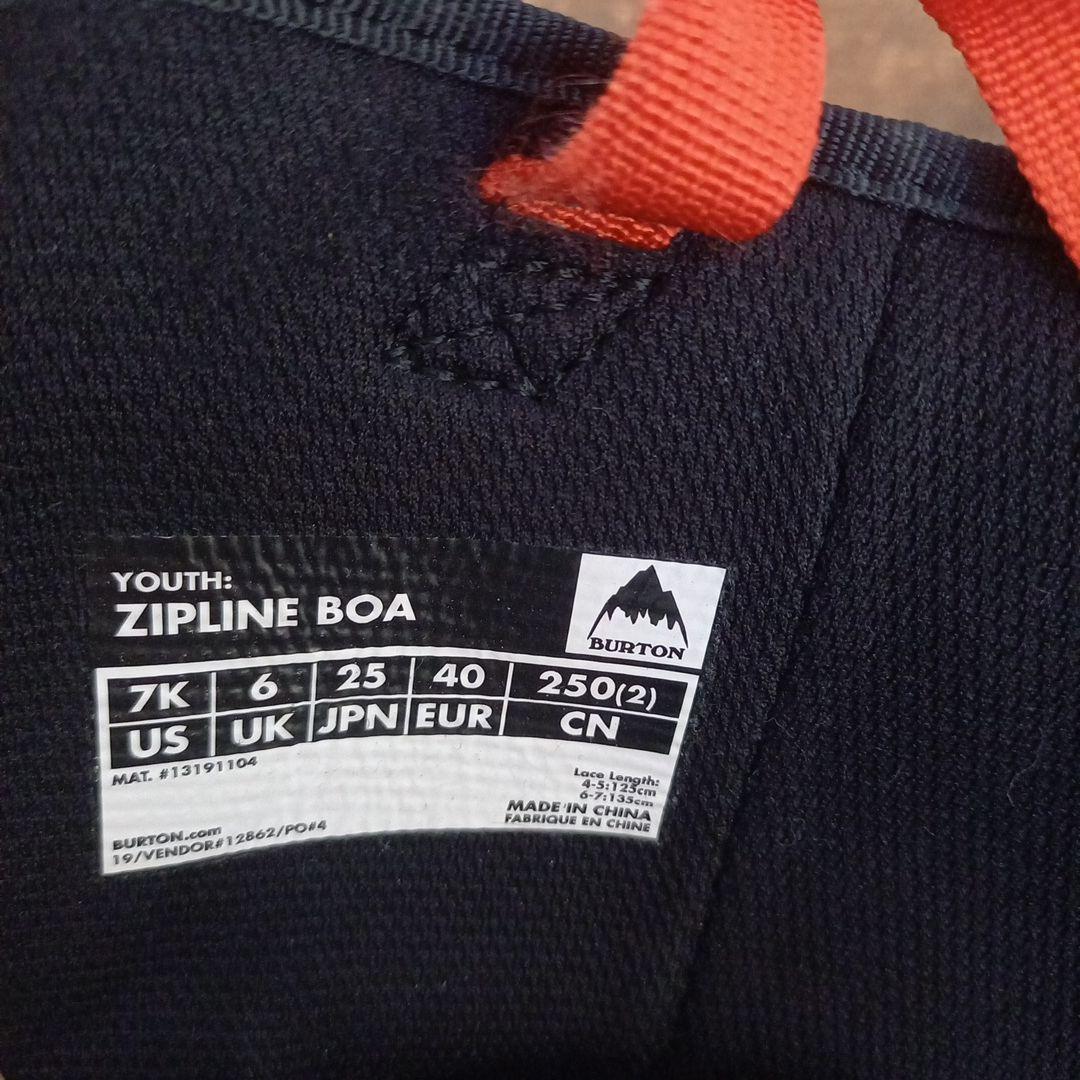 YOUTH:
ZIPLINE BOA
BURTON
7K 6 25 40 250(2)
US UK JPN EUR CN
MAT. #13191104
Lace Length:
4-5:125cm
6-7:135cm
MADE IN CHINA
FABRIQUE EN CHINE
BURTON.com
19/VENDOR#12862/PO#4